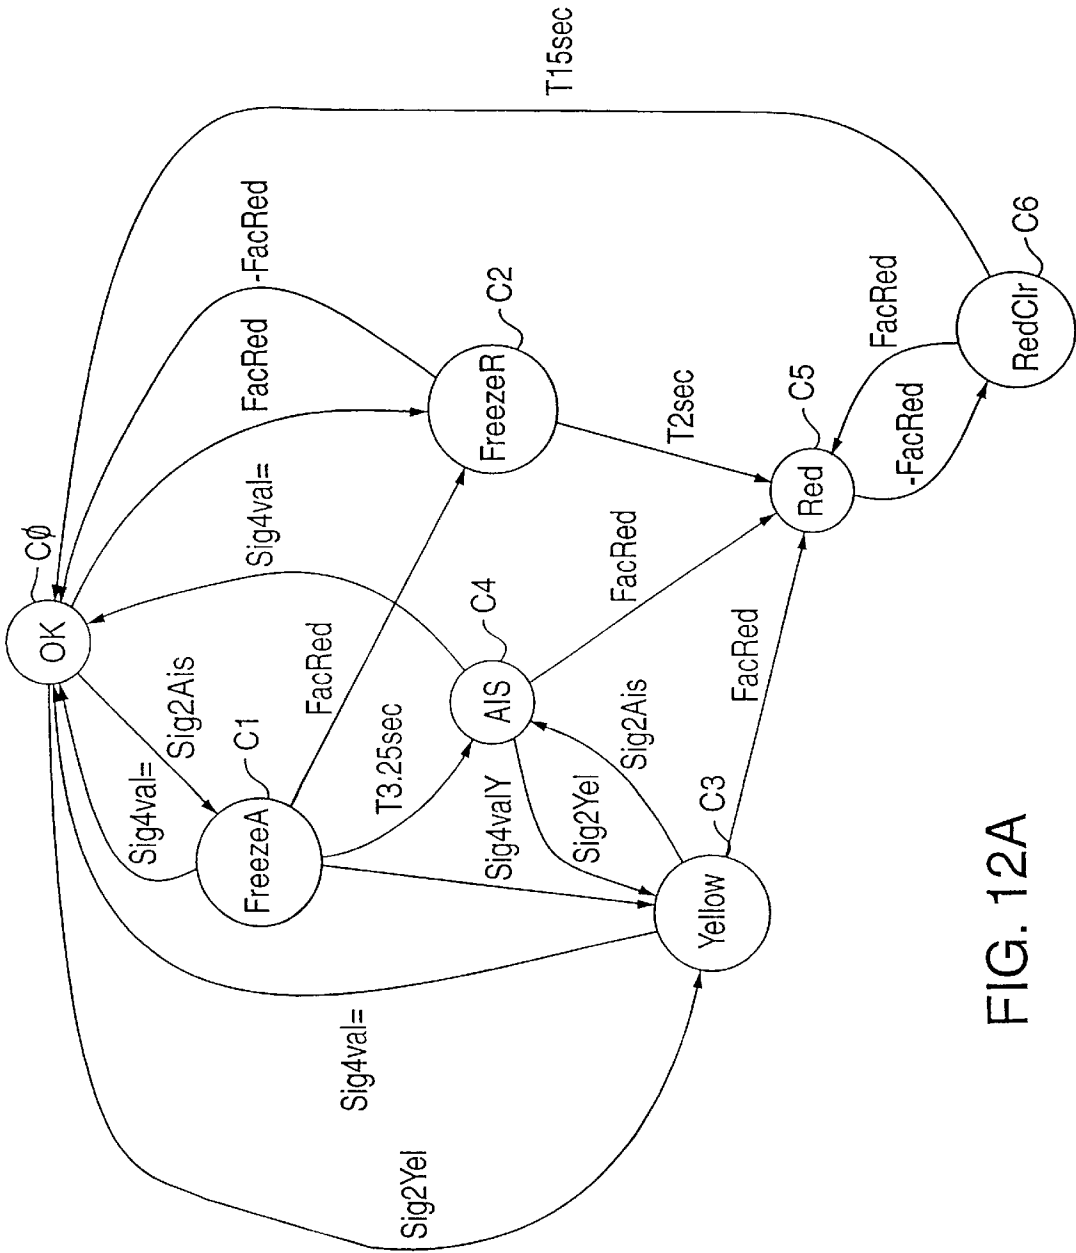 T15sec
-FacRed
FacRed
C2
FreezeR
T2sec
C5
Red
FacRed
-FacRed
C6
RedClr
CØ
OK
Sig4val=
Sig2Ais
Sig4val=
C1
FreezeA
FacRed
T3.25sec
C4
AIS
FacRed
Sig4valY
Sig2Yel
Sig2Ais
C3
Yellow
FacRed
Sig4val=
Sig2Yel
FIG. 12A